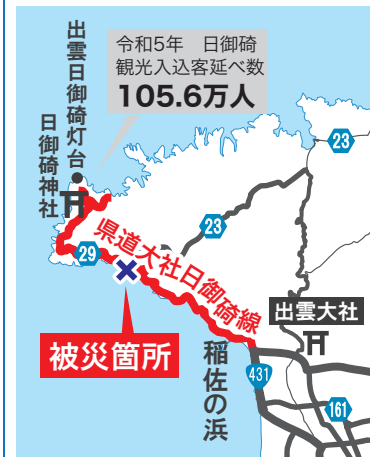 令和5年 日御碕
観光入込客延べ数
105.6万人
出雲日御碕灯台
日御碕神社
23
23
29
県道大社日御碕線
被災箇所
出雲大社
稲佐の浜
431
161